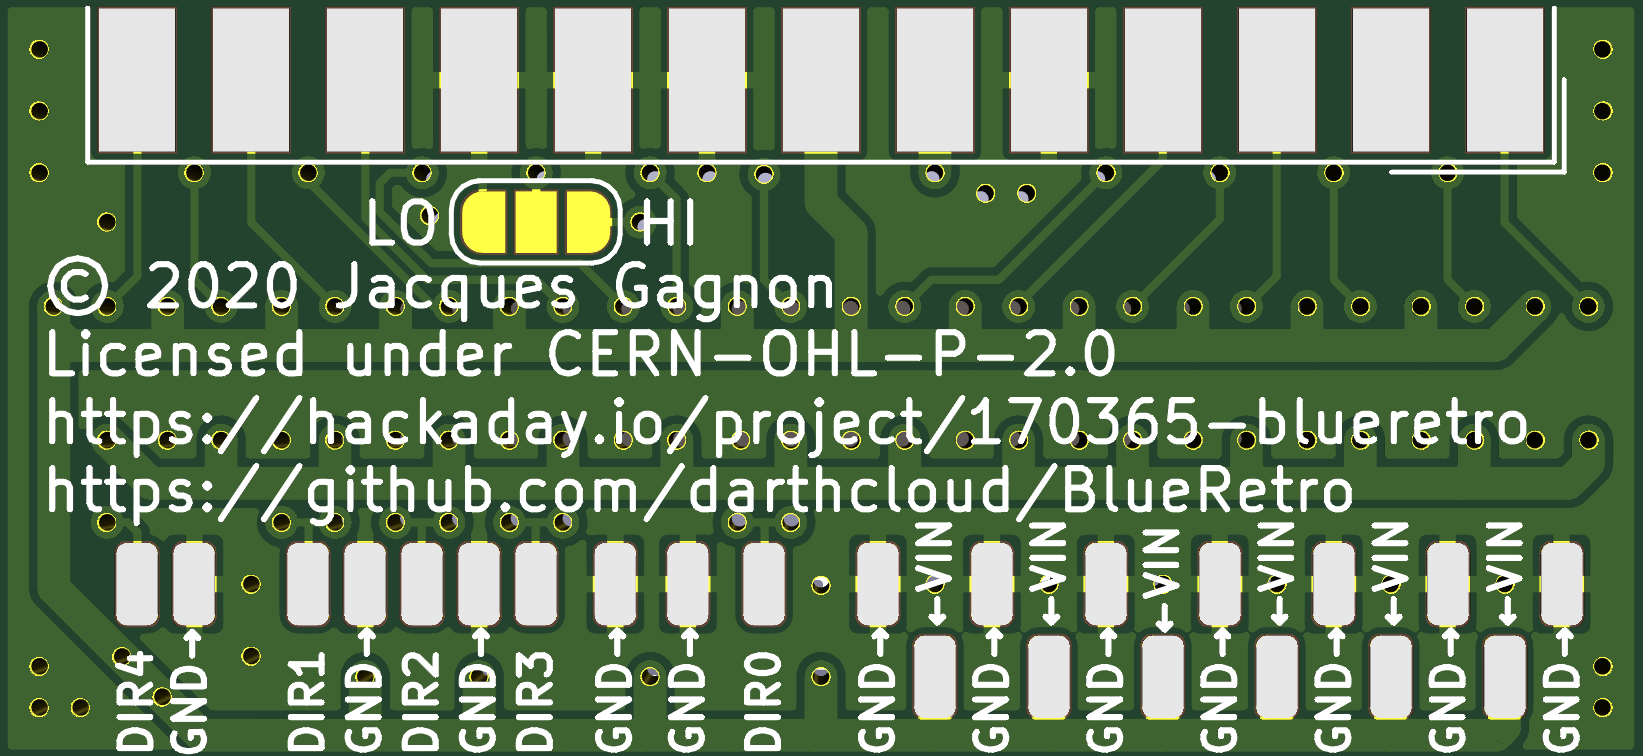 LO HI
© 2020 Jacques Gagnon
Licensed under CERN-OHL-P-2.0
https://hackaday.io/project/170365-blueretro
https://github.com/darthcloud/BlueRetro
VIN VIN VIN VIN VIN VIN
DIR4 GND DIR1 GND DIR2 GND DIR3 GND GND DIR0 GND GND GND GND GND GND GND